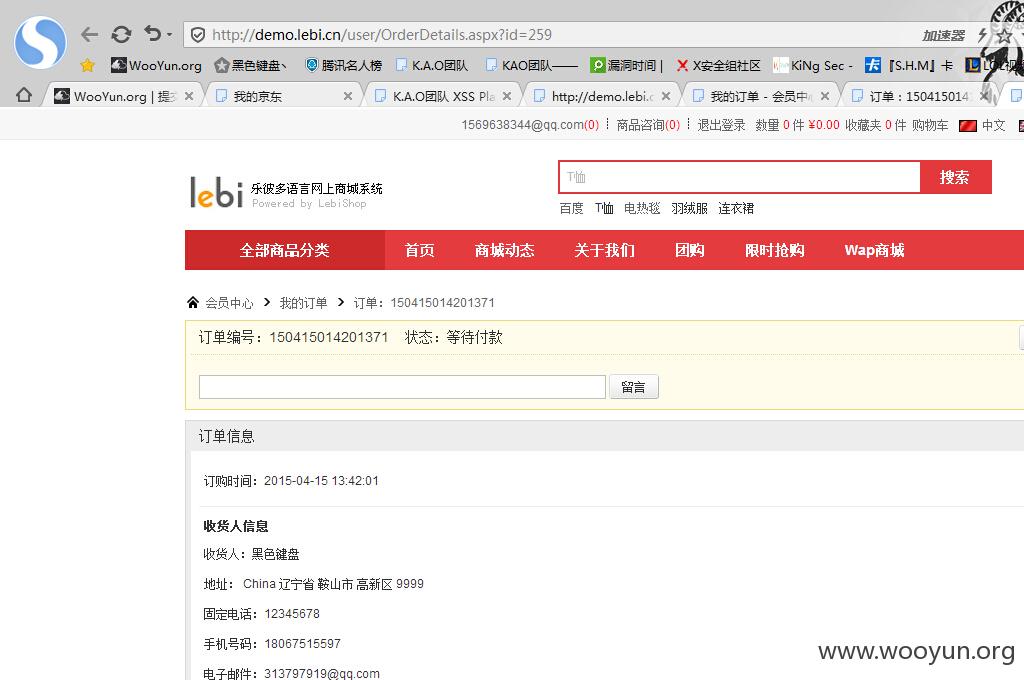 http://demo.lebi.cn/user/OrderDetails.aspx?id=259 加速器
WooYun.org 黑色键盘丶 腾讯名人榜 K.A.O团队 KAO团队—— 漏洞时间 | X安全组社区 KiNg Sec - 『S.H.M』卡
WooYun.org | 提交 我的京东 K.A.O团队 XSS Pla http://demo.lebi.c 我的订单 - 会员中心 订单：15041501420
1569638344@qq.com(0) 商品咨询(0) 退出登录 数量 0 件 ¥0.00 收藏夹 0 件 购物车 中文
lebi 乐彼多语言网上商城系统
Powered by LebiShop
T恤 搜索
百度 T恤 电热毯 羽绒服 连衣裙
全部商品分类 首页 商城动态 关于我们 团购 限时抢购 Wap商城
会员中心 我的订单 订单：150415014201371
订单编号：150415014201371 状态：等待付款
留言
订单信息
订购时间：2015-04-15 13:42:01
收货人信息
收货人：黑色键盘
地址： China 辽宁省 鞍山市 高新区 9999
固定电话：12345678
手机号码：18067515597
www.wooyun.org
电子邮件：313797919@qq.com